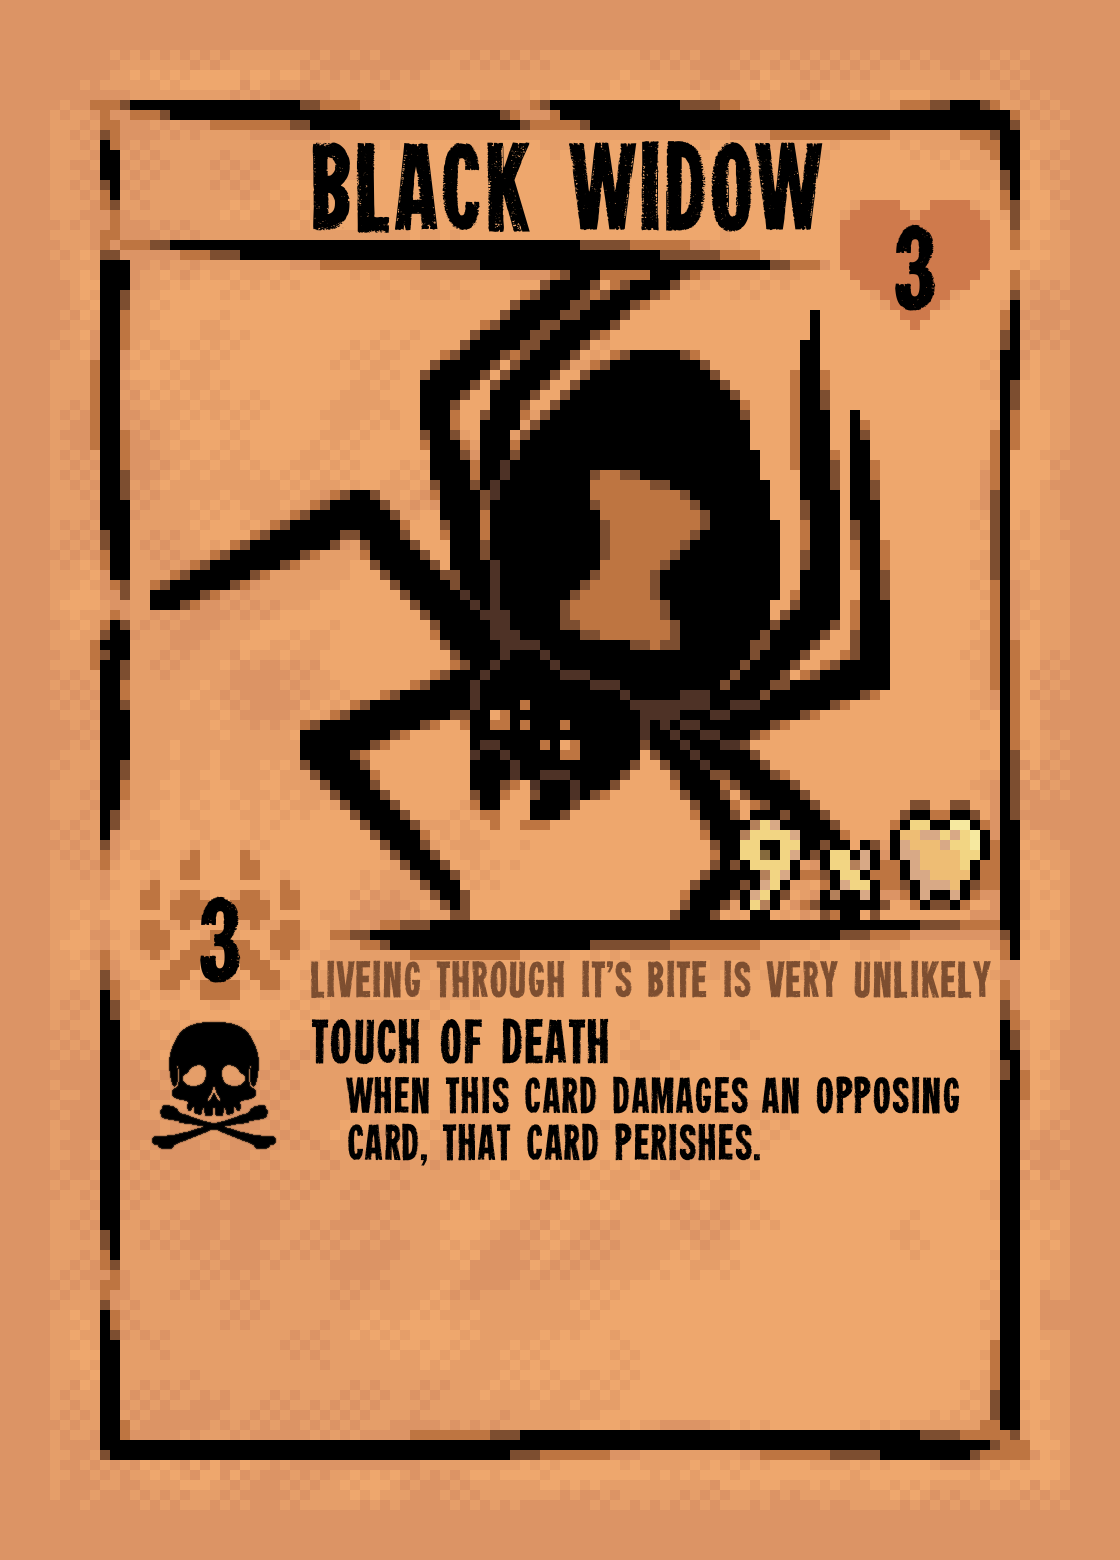 BLACK WIDOW
3
9 x
3
LIVEING THROUGH IT'S BITE IS VERY UNLIKELY
TOUCH OF DEATH
WHEN THIS CARD DAMAGES AN OPPOSING
CARD, THAT CARD PERISHES.